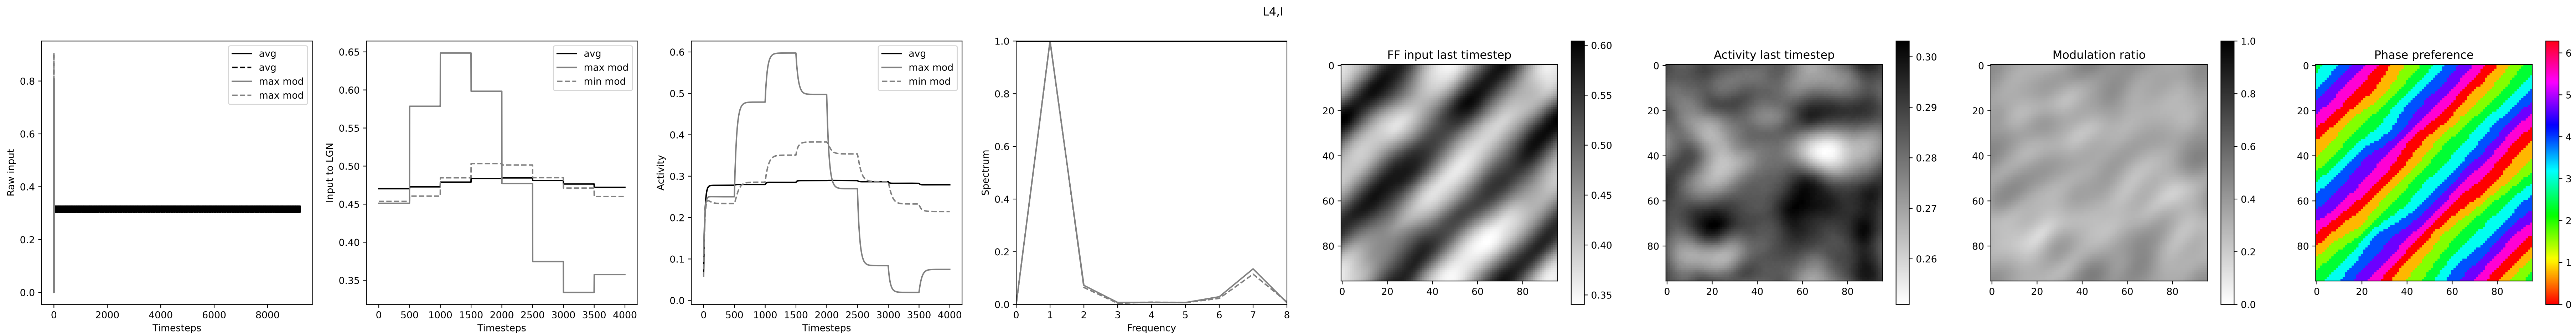 L4,I
Raw input
0.8
0.6
0.4
0.2
0.0
0 2000 4000 6000 8000
Timesteps
avg
avg
max mod
max mod
Input to LGN
0.65
0.60
0.55
0.50
0.45
0.40
0.35
0 500 1000 1500 2000 2500 3000 3500 4000
Timesteps
avg
max mod
min mod
Activity
0.6
0.5
0.4
0.3
0.2
0.1
0.0
0 500 1000 1500 2000 2500 3000 3500 4000
Timesteps
avg
max mod
min mod
Spectrum
1.0
0.8
0.6
0.4
0.2
0.0
0 1 2 3 4 5 6 7 8
Frequency
FF input last timestep
0
20
40
60
80
0 20 40 60 80
0.60
0.55
0.50
0.45
0.40
0.35
Activity last timestep
0
20
40
60
80
0 20 40 60 80
0.30
0.29
0.28
0.27
0.26
Modulation ratio
0
20
40
60
80
0 20 40 60 80
1.0
0.8
0.6
0.4
0.2
0.0
Phase preference
0
20
40
60
80
0 20 40 60 80
6
5
4
3
2
1
0